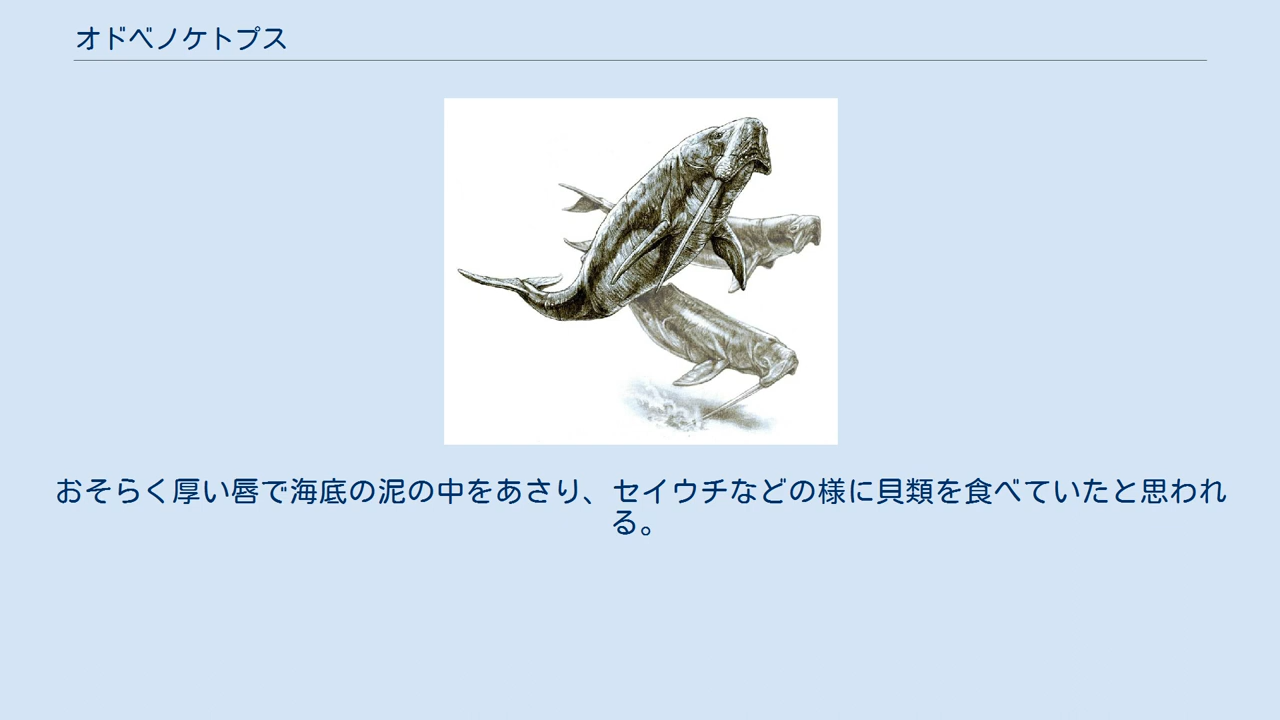 オドベノケトプス
おそらく厚い唇で海底の泥の中をあさり、セイウチなどの様に貝類を食べていたと思われ
る。